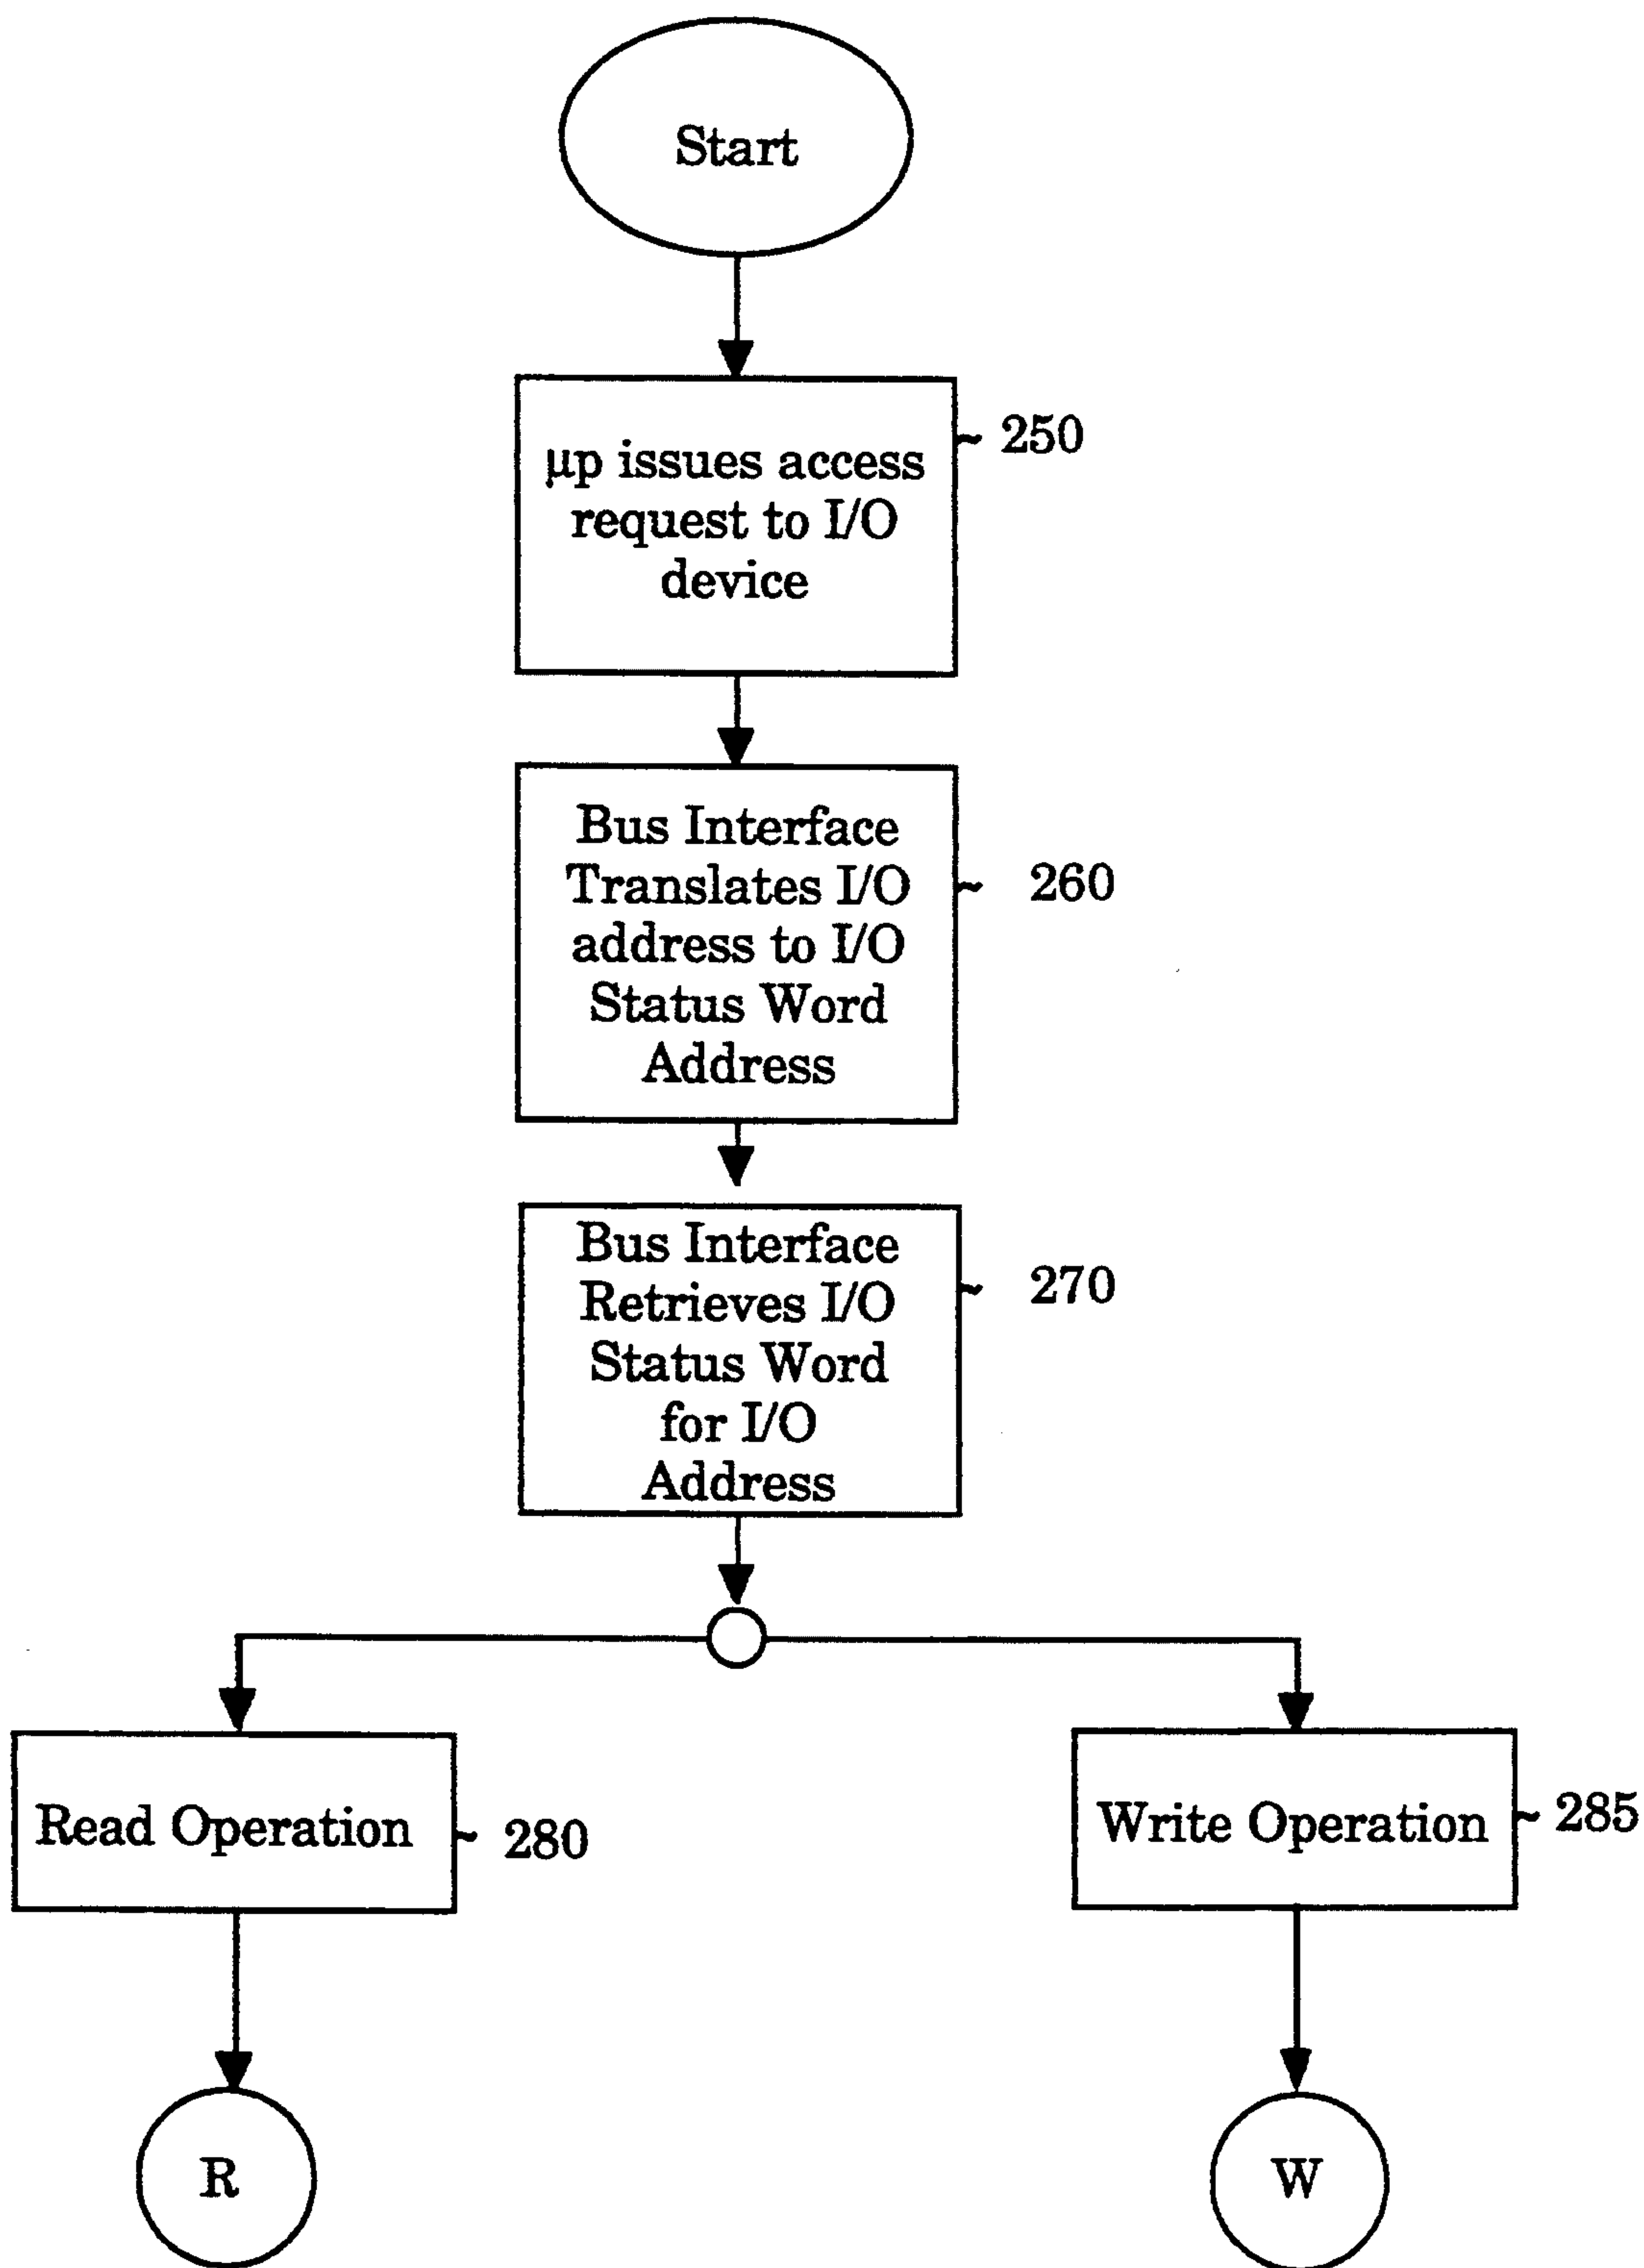 Start
µp issues access
request to I/O
device
250
Bus Interface
Translates I/O
address to I/O
Status Word
Address
260
Bus Interface
Retrieves I/O
Status Word
for I/O
Address
270
Read Operation
280
Write Operation
285
R
W